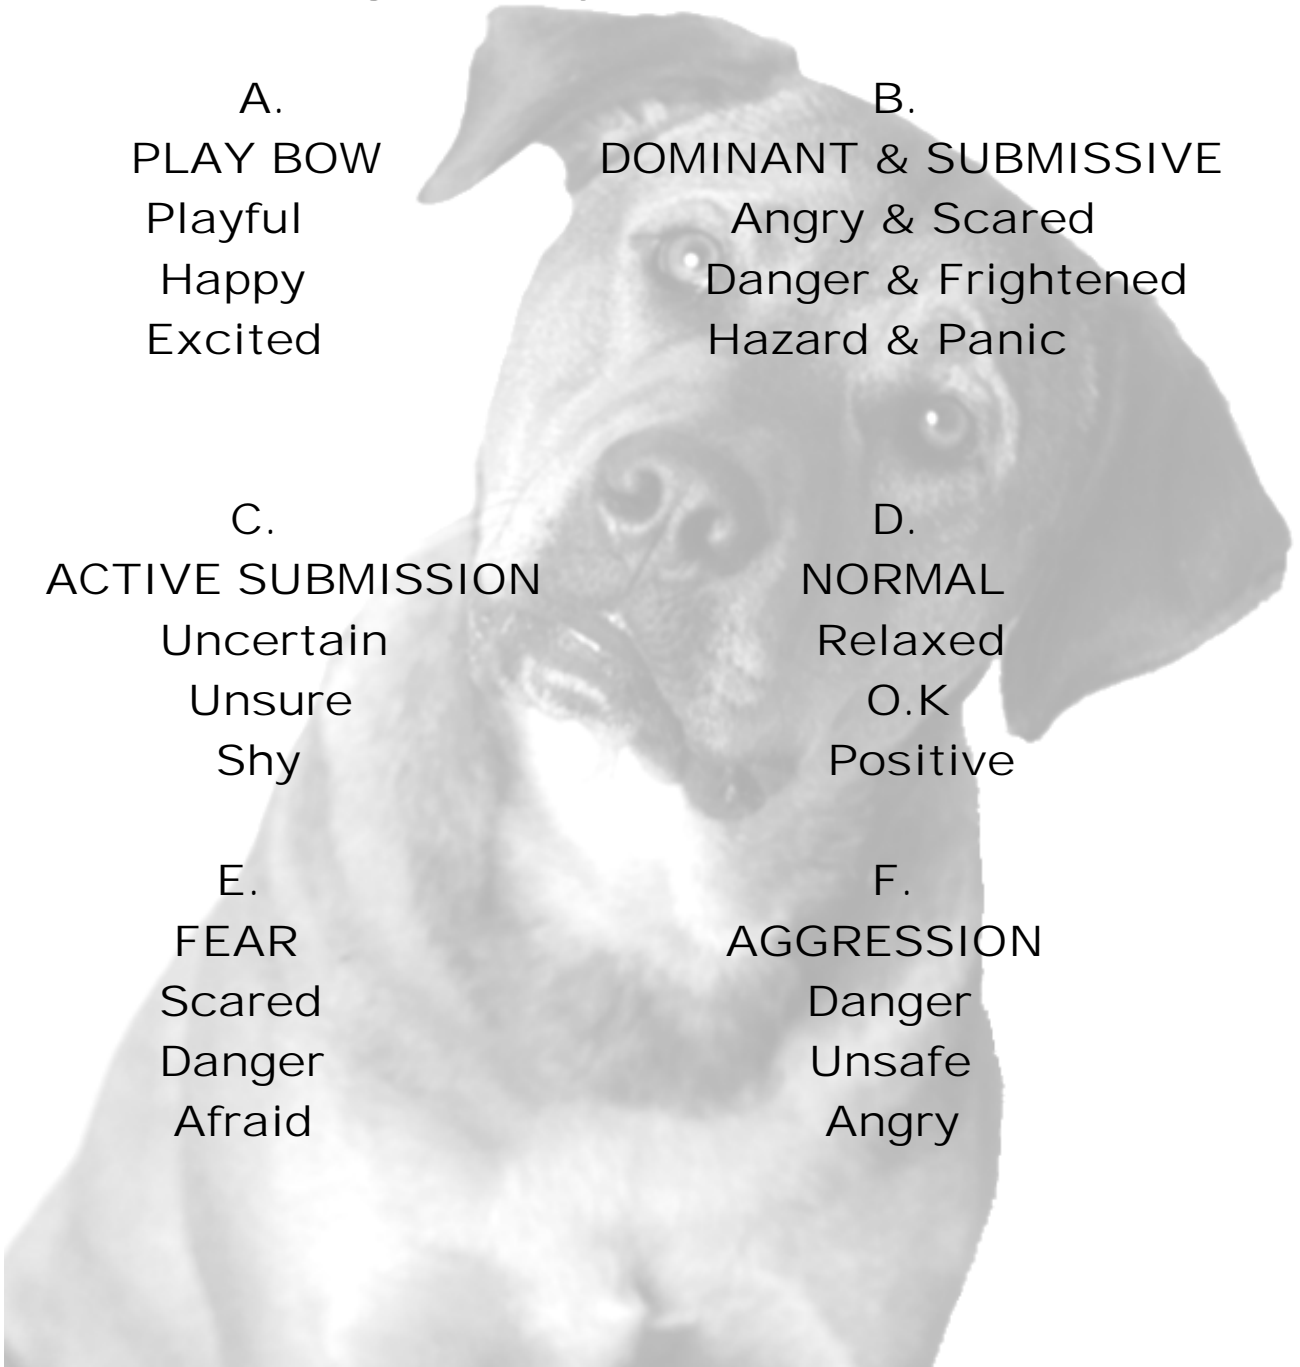 A.
PLAY BOW
Playful
Happy
Excited
B.
DOMINANT & SUBMISSIVE
Angry & Scared
Danger & Frightened
Hazard & Panic
C.
ACTIVE SUBMISSION
Uncertain
Unsure
Shy
D.
NORMAL
Relaxed
O.K
Positive
E.
FEAR
Scared
Danger
Afraid
F.
AGGRESSION
Danger
Unsafe
Angry